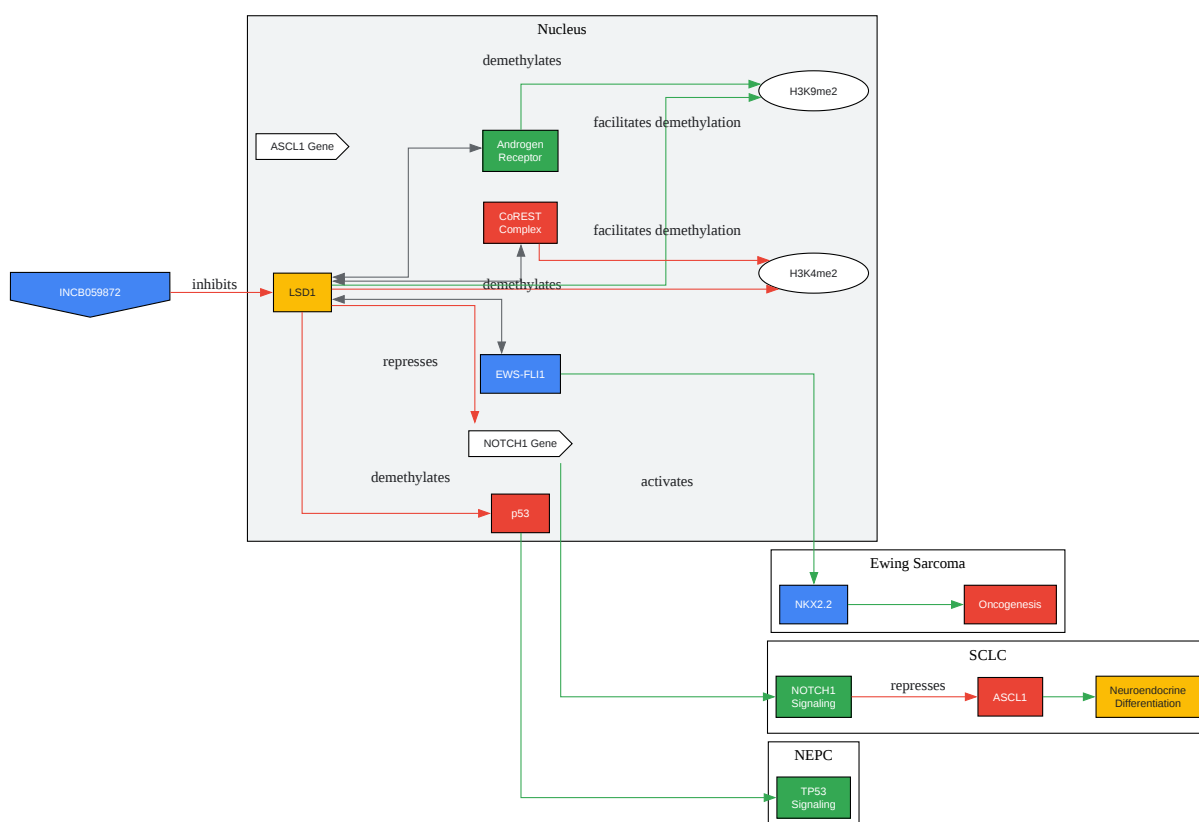 Nucleus
demethylates
H3K9me2
facilitates demethylation
ASCL1 Gene
Androgen
Receptor
CoREST
Complex
facilitates demethylation
H3K4me2
inhibits
INCB059872
LSD1
demethylates
represses
EWS-FLI1
NOTCH1 Gene
demethylates
activates
p53
Ewing Sarcoma
NKX2.2
Oncogenesis
SCLC
NOTCH1
Signaling
represses
ASCL1
Neuroendocrine
Differentiation
NEPC
TP53
Signaling